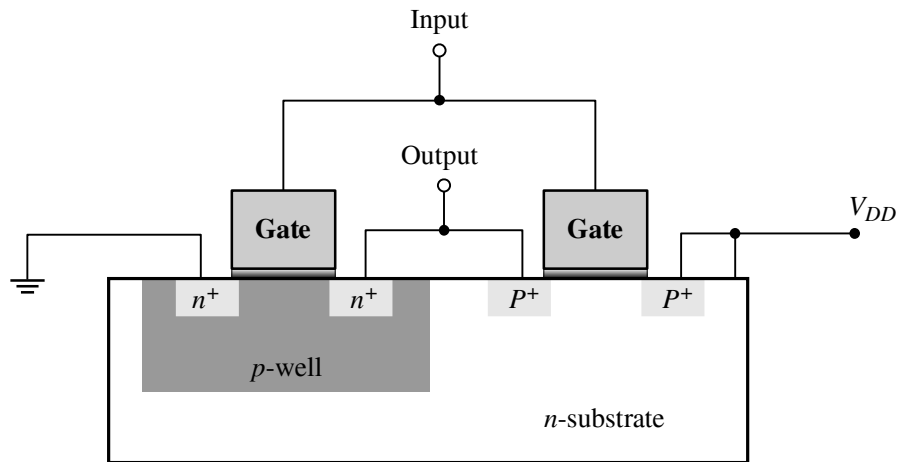 Input
Output
Gate
Gate
V_DD
n⁺
n⁺
P⁺
P⁺
p-well
n-substrate